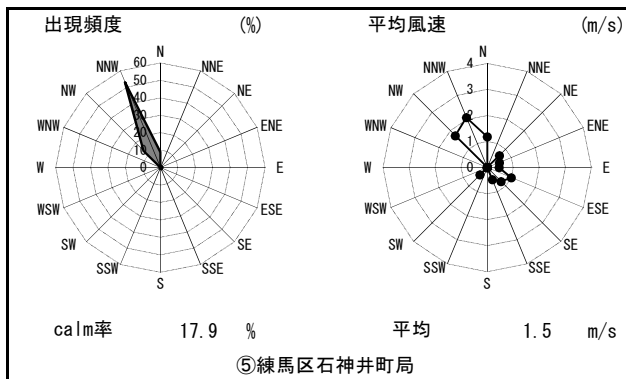 出現頻度 (%)
N
NNW NNE
NW NE
WNW ENE
W E
WSW ESE
SW SE
SSW SSE
S
60
50
40
30
20
10
0
calm率 17.9 %
平均風速 (m/s)
N
NNW NNE
NW NE
WNW ENE
W E
WSW ESE
SW SE
SSW SSE
S
4
3
2
1
0
平均 1.5 m/s
⑤練馬区石神井町局